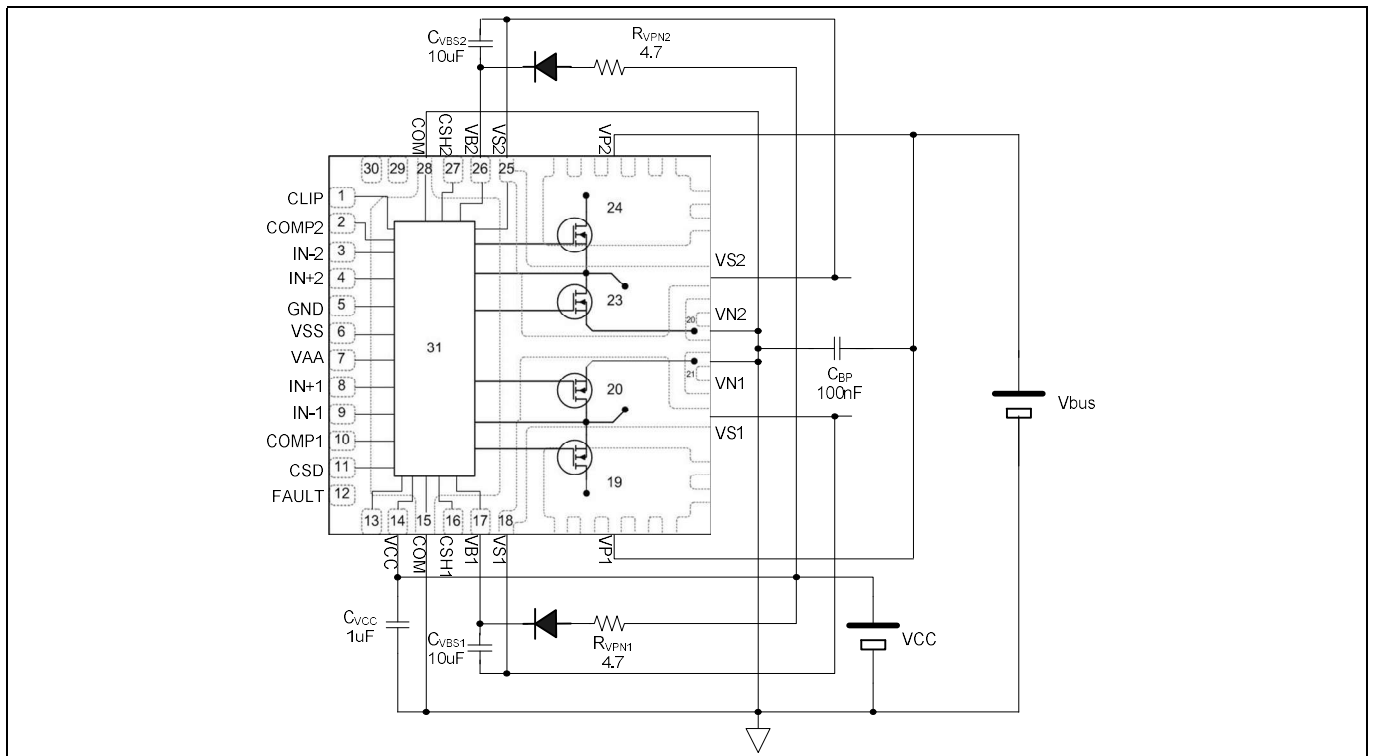 CVBS2
10uF
RVPN2
4.7
COM
CSH2
VB2
VS2
VP2
30 29 28 27 26 25
CLIP 1
COMP2 2
IN-2 3
IN+2 4
GND 5
VSS 6
VAA 7
IN+1 8
IN-1 9
COMP1 10
CSD 11
FAULT 12
31
24
23
20
19
VS2
20
VN2
21
VN1
VS1
CBP
100nF
Vbus
13 14 15 16 17 18
VCC
COM
CSH1
VB1
VS1
VP1
CVCC
1uF
CVBS1
10uF
RVPN1
4.7
VCC